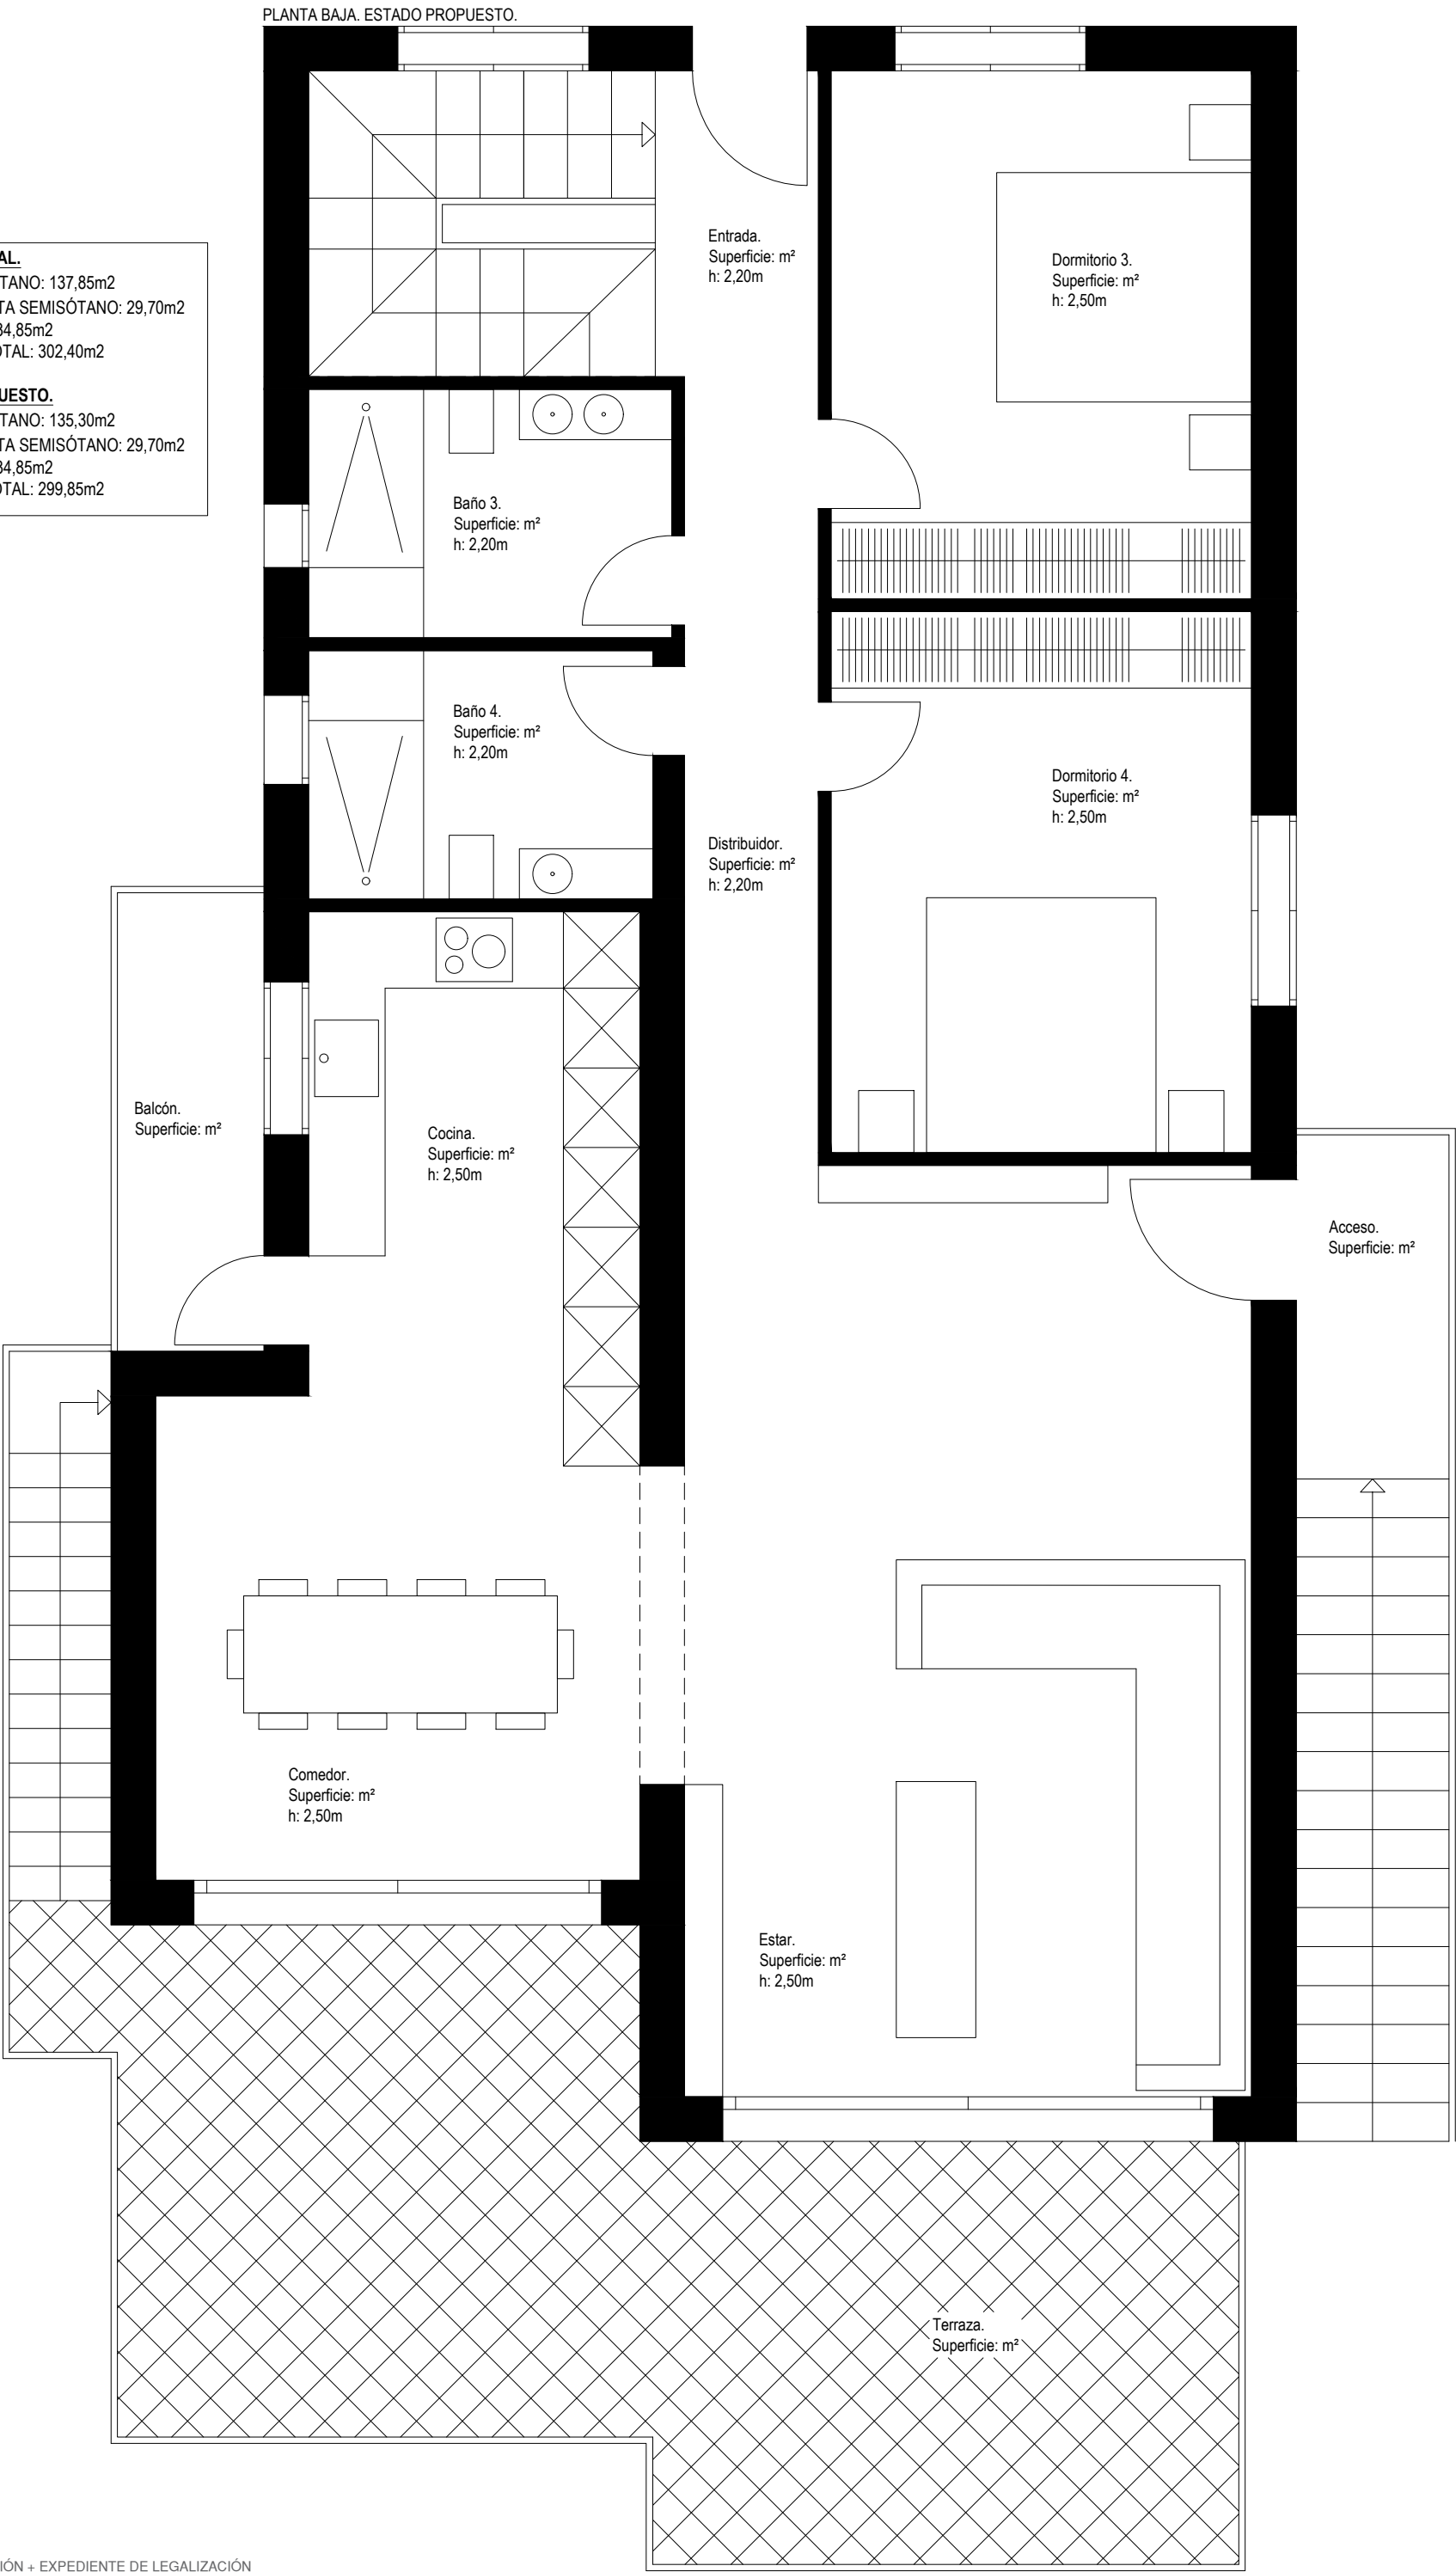 PLANTA BAJA. ESTADO PROPUESTO.
AL.
TANO: 137,85m2
TA SEMISÓTANO: 29,70m2
34,85m2
OTAL: 302,40m2
UESTO.
TANO: 135,30m2
TA SEMISÓTANO: 29,70m2
34,85m2
OTAL: 299,85m2
Entrada.
Superficie: m²
h: 2,20m
Dormitorio 3.
Superficie: m²
h: 2,50m
Baño 3.
Superficie: m²
h: 2,20m
Baño 4.
Superficie: m²
h: 2,20m
Dormitorio 4.
Superficie: m²
h: 2,50m
Distribuidor.
Superficie: m²
h: 2,20m
Balcón.
Superficie: m²
Cocina.
Superficie: m²
h: 2,50m
Acceso.
Superficie: m²
Comedor.
Superficie: m²
h: 2,50m
Estar.
Superficie: m²
h: 2,50m
Terraza.
Superficie: m²
IÓN + EXPEDIENTE DE LEGALIZACIÓN